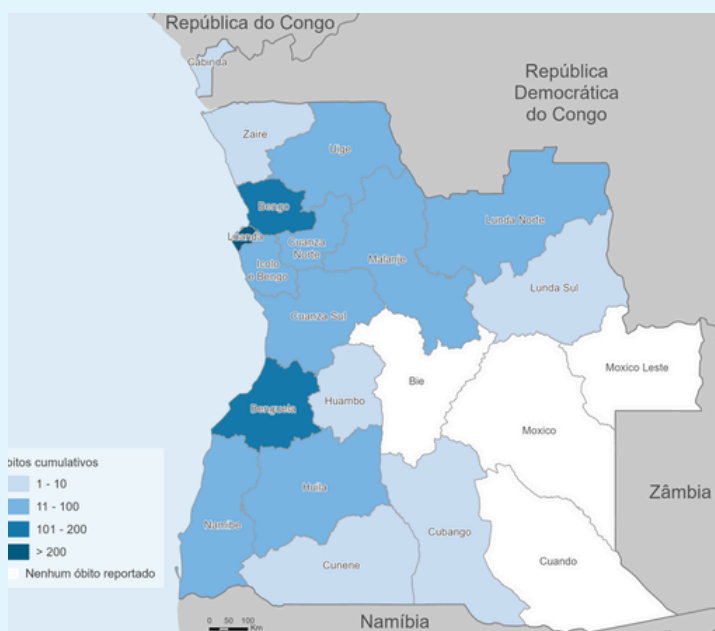 República do Congo
Cabinda
República
Democrática
do Congo
Zaire
Uíge
Bengo
Luanda
Cuanza
Norte
Icolo
e Bengo
Malanje
Lunda Norte
Lunda Sul
Cuanza Sul
Moxico Leste
Bie
Huambo
Benguela
Moxico
Zâmbia
Huíla
Namibe
Cubango
Cuando
Cunene
Namíbia
bitos cumulativos
1 - 10
11 - 100
101 - 200
> 200
Nenhum óbito reportado
0 50 100
Km